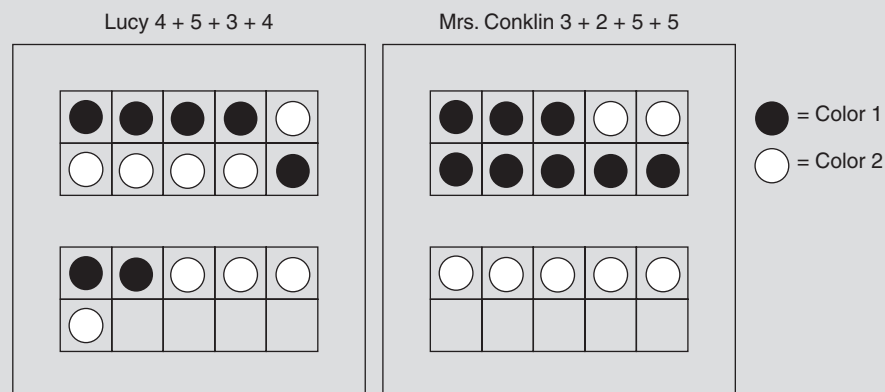 Lucy 4 + 5 + 3 + 4
Mrs. Conklin 3 + 2 + 5 + 5
= Color 1
= Color 2